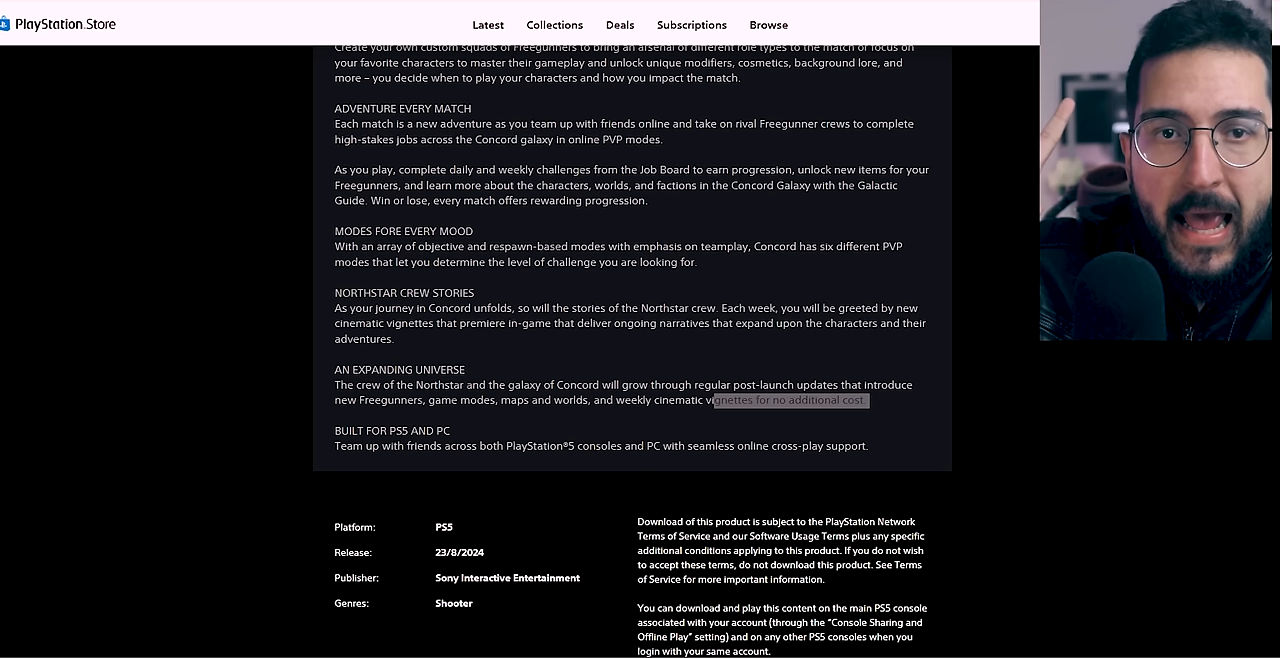 PlayStation.Store
Latest Collections Deals Subscriptions Browse
Create your own custom squads of Freegunners to bring an arsenal of different role types to the match or focus on
your favorite characters to master their gameplay and unlock unique modifiers, cosmetics, background lore, and
more – you decide when to play your characters and how you impact the match.
ADVENTURE EVERY MATCH
Each match is a new adventure as you team up with friends online and take on rival Freegunner crews to complete
high-stakes jobs across the Concord galaxy in online PVP modes.
As you play, complete daily and weekly challenges from the Job Board to earn progression, unlock new items for your
Freegunners, and learn more about the characters, worlds, and factions in the Concord Galaxy with the Galactic
Guide. Win or lose, every match offers rewarding progression.
MODES FORE EVERY MOOD
With an array of objective and respawn-based modes with emphasis on teamplay, Concord has six different PVP
modes that let you determine the level of challenge you are looking for.
NORTHSTAR CREW STORIES
As your journey in Concord unfolds, so will the stories of the Northstar crew. Each week, you will be greeted by new
cinematic vignettes that premiere in-game that deliver ongoing narratives that expand upon the characters and their
adventures.
AN EXPANDING UNIVERSE
The crew of the Northstar and the galaxy of Concord will grow through regular post-launch updates that introduce
new Freegunners, game modes, maps and worlds, and weekly cinematic vignettes for no additional cost.
BUILT FOR PS5 AND PC
Team up with friends across both PlayStation®5 consoles and PC with seamless online cross-play support.
Platform: PS5
Release: 23/8/2024
Publisher: Sony Interactive Entertainment
Genres: Shooter
Download of this product is subject to the PlayStation Network
Terms of Service and our Software Usage Terms plus any specific
additional conditions applying to this product. If you do not wish
to accept these terms, do not download this product. See Terms
of Service for more important information.
You can download and play this content on the main PS5 console
associated with your account (through the “Console Sharing and
Offline Play” setting) and on any other PS5 consoles when you
login with your same account.